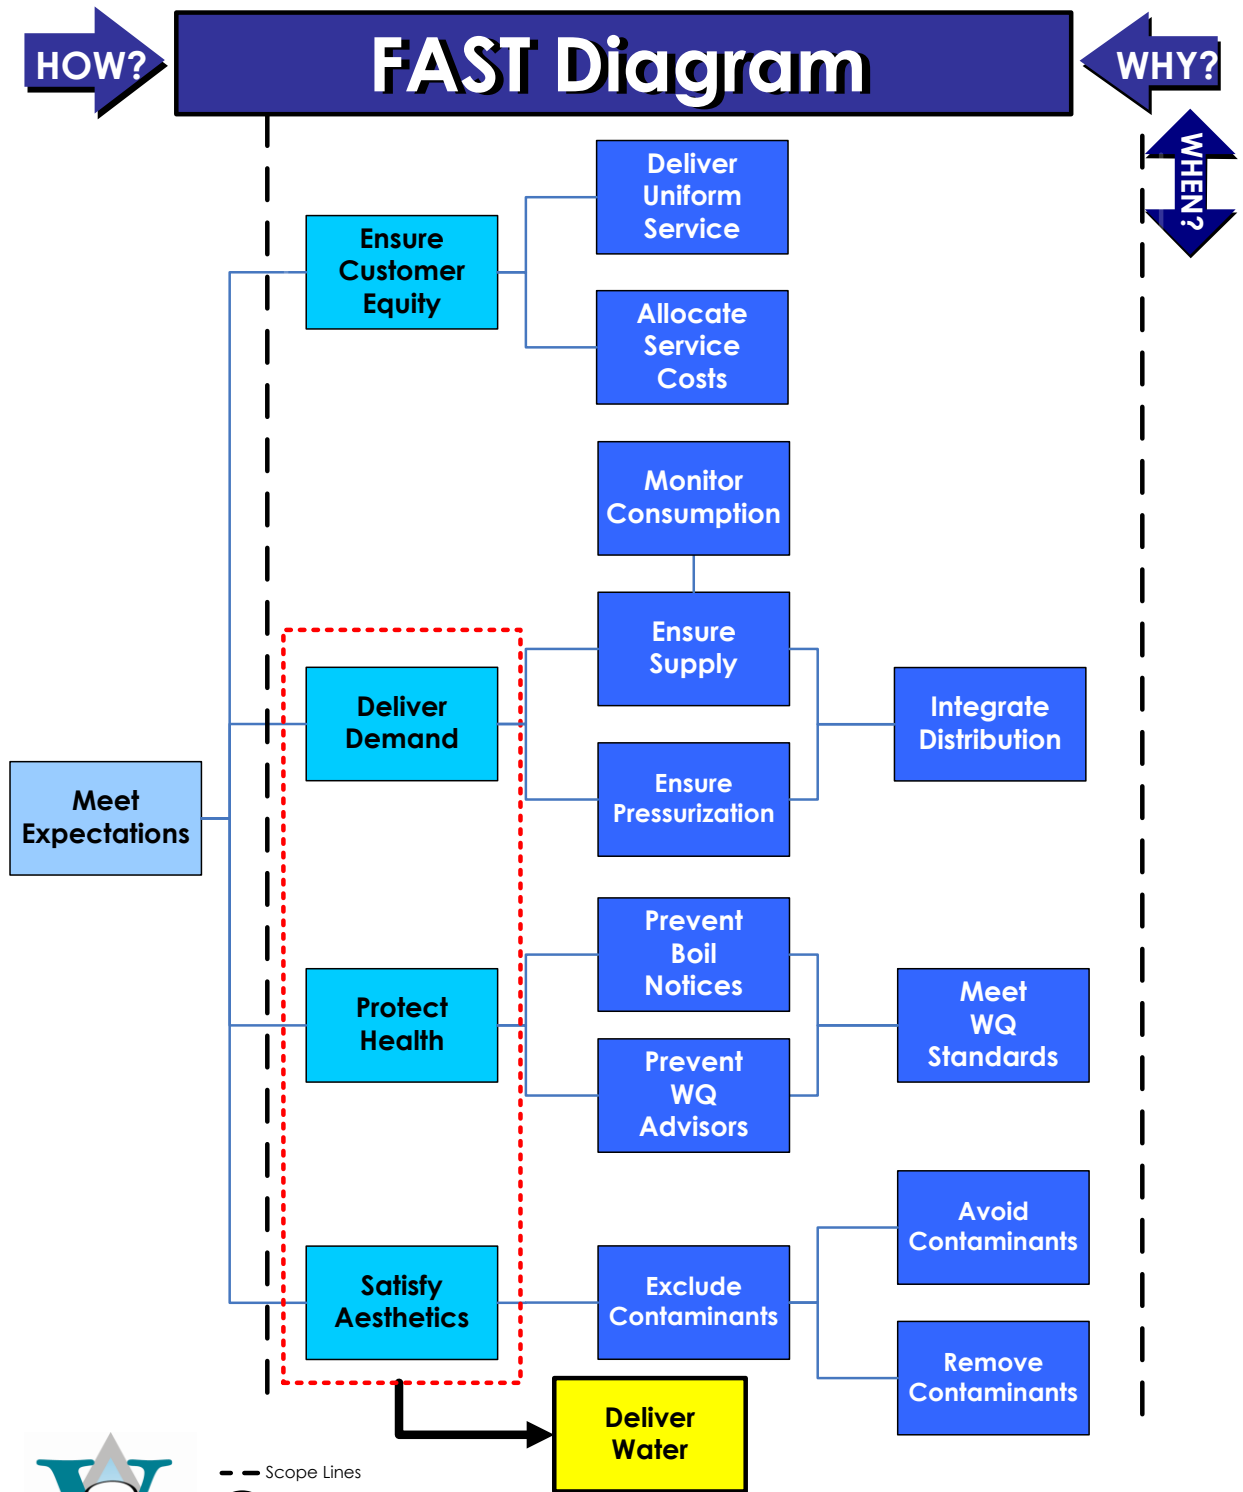 HOW?
FAST Diagram
WHY?
WHEN?
Deliver
Uniform
Service
Ensure
Customer
Equity
Allocate
Service
Costs
Monitor
Consumption
Ensure
Supply
Deliver
Demand
Integrate
Distribution
Ensure
Pressurization
Meet
Expectations
Prevent
Boil
Notices
Protect
Health
Meet
WQ
Standards
Prevent
WQ
Advisors
Avoid
Contaminants
Satisfy
Aesthetics
Exclude
Contaminants
Remove
Contaminants
Deliver
Water
Scope Lines